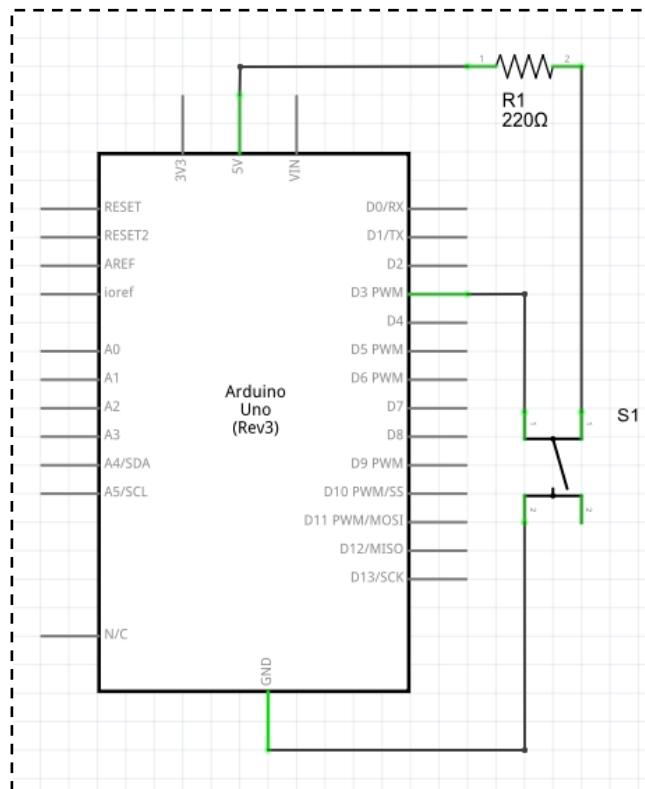 1
2
R1
220Ω
3V3
5V
VIN
RESET
D0/RX
RESET2
D1/TX
AREF
D2
ioref
D3 PWM
D4
A0
D5 PWM
A1
D6 PWM
A2
D7
A3
D8
A4/SDA
D9 PWM
A5/SCL
D10 PWM/SS
D11 PWM/MOSI
D12/MISO
D13/SCK
Arduino
Uno
(Rev3)
S1
1
1
2
2
N/C
GND